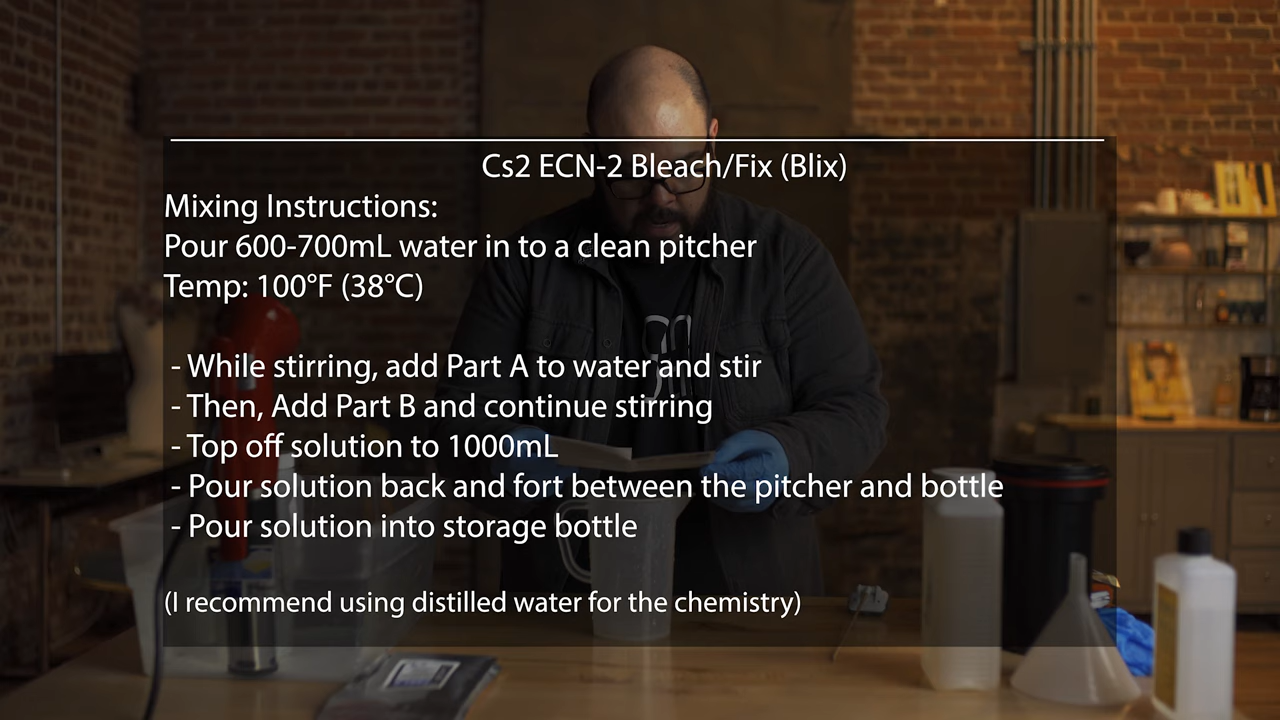 Cs2 ECN-2 Bleach/Fix (Blix)
Mixing Instructions:
Pour 600-700mL water in to a clean pitcher
Temp: 100°F (38°C)
- While stirring, add Part A to water and stir
- Then, Add Part B and continue stirring
- Top off solution to 1000mL
- Pour solution back and fort between the pitcher and bottle
- Pour solution into storage bottle
(I recommend using distilled water for the chemistry)